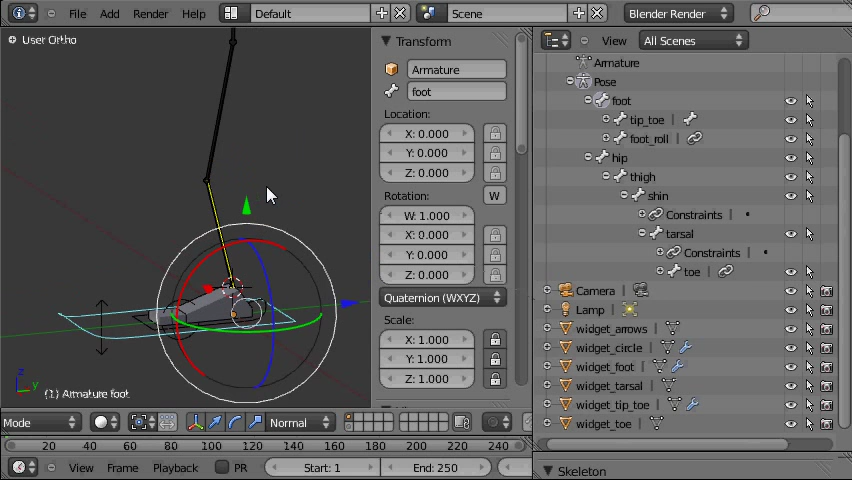 File Add Render Help Default Scene Blender Render
User Ortho
Transform
Armature
foot
Location:
X: 0.000
Y: 0.000
Z: 0.000
Rotation: W
W: 1.000
X: 0.000
Y: 0.000
Z: 0.000
Quaternion (WXYZ)
Scale:
X: 1.000
Y: 1.000
Z: 1.000
z
y
(1) Armature foot
Mode Normal
20 40 60 80 100 120 140 160 180 200 220 240
View Frame Playback PR Start: 1 End: 250
View All Scenes
Armature
Pose
foot
tip_toe
foot_roll
hip
thigh
shin
Constraints
tarsal
Constraints
toe
Camera
Lamp
widget_arrows
widget_circle
widget_foot
widget_tarsal
widget_tip_toe
widget_toe
Skeleton